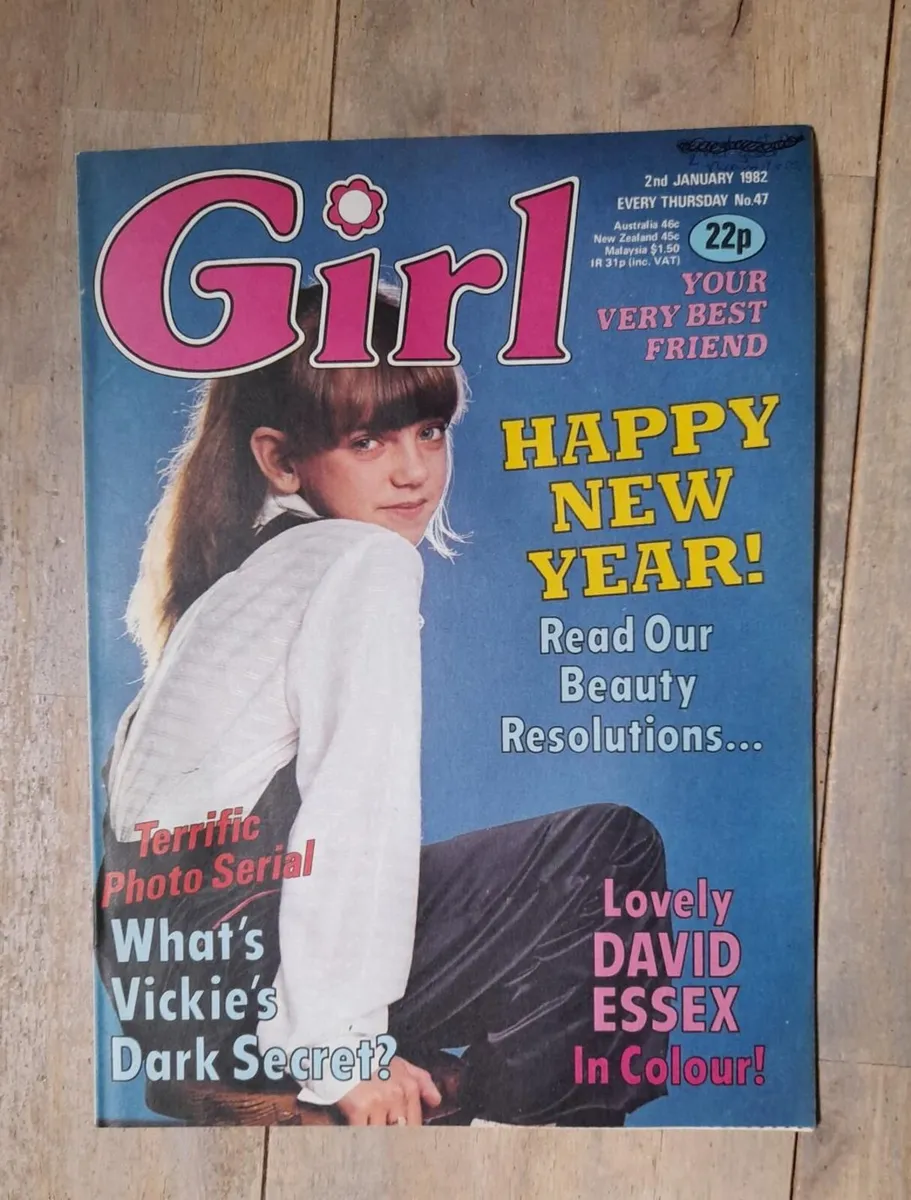 Girl
2nd JANUARY 1982
EVERY THURSDAY No.47
Australia 46c
New Zealand 45c
Malaysia $1.50
IR 31p (inc. VAT)
22p
YOUR
VERY BEST
FRIEND
HAPPY
NEW
YEAR!
Read Our
Beauty
Resolutions...
Terrific
Photo Serial
What's
Vickie's
Dark Secret?
Lovely
DAVID
ESSEX
In Colour!